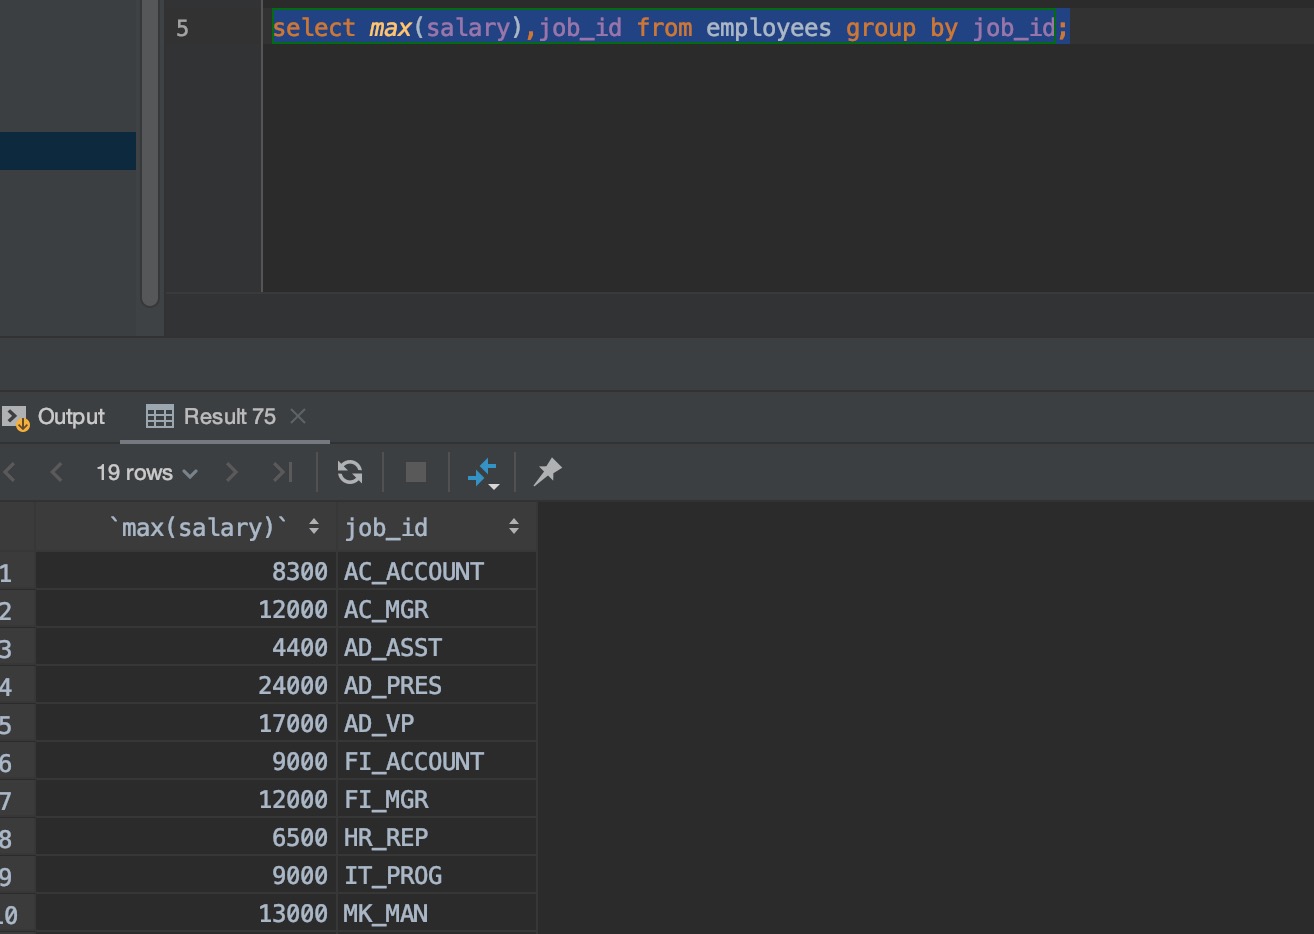 5 select max(salary),job_id from employees group by job_id;
Output Result 75
19 rows
`max(salary)` job_id
1 8300 AC_ACCOUNT
2 12000 AC_MGR
3 4400 AD_ASST
4 24000 AD_PRES
5 17000 AD_VP
6 9000 FI_ACCOUNT
7 12000 FI_MGR
8 6500 HR_REP
9 9000 IT_PROG
10 13000 MK_MAN